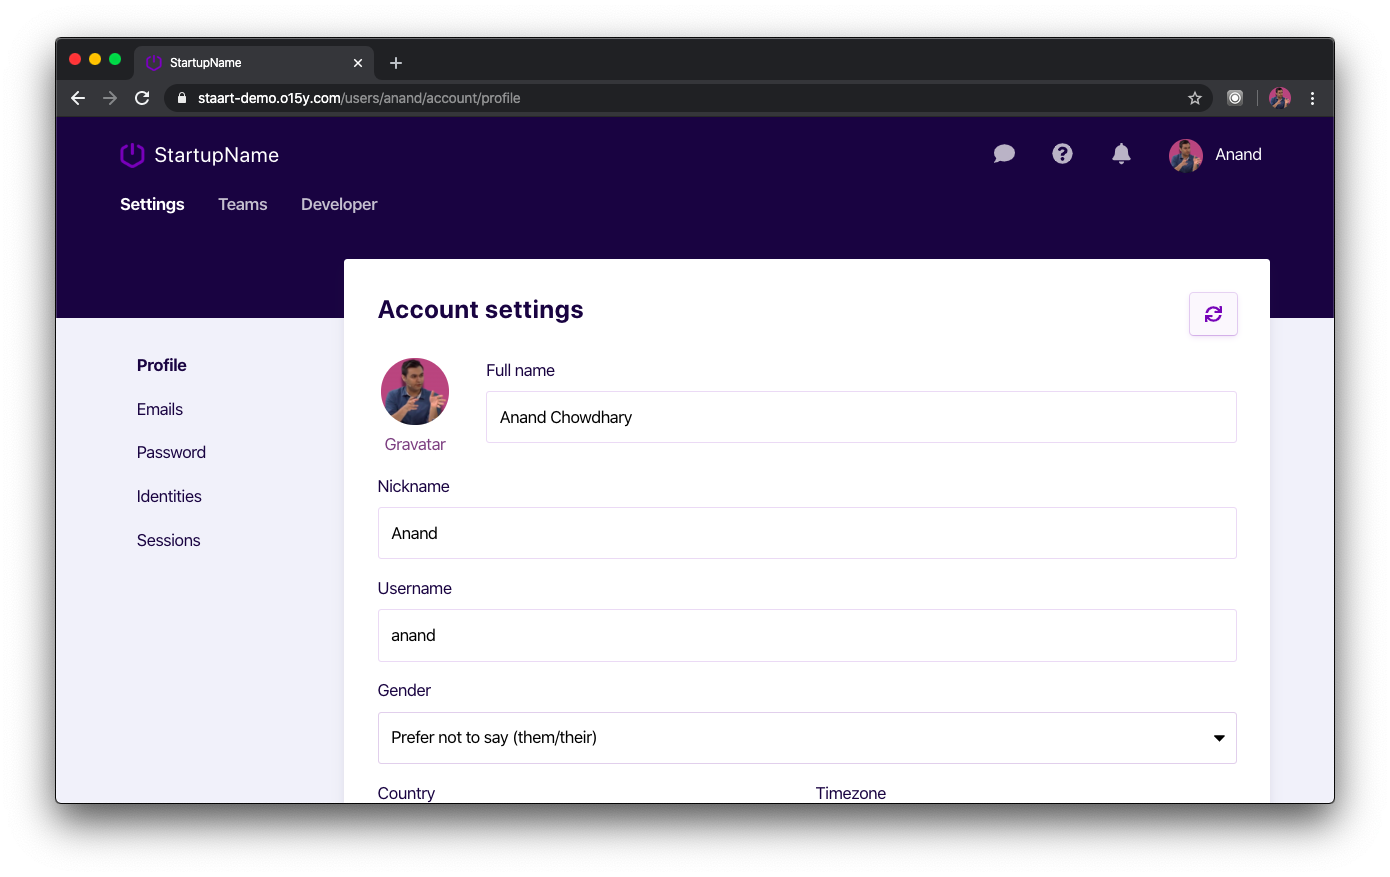 StartupName
staart-demo.o15y.com/users/anand/account/profile
StartupName
Anand
Settings Teams Developer
Account settings
Profile
Emails
Password
Identities
Sessions
Gravatar
Full name
Anand Chowdhary
Nickname
Anand
Username
anand
Gender
Prefer not to say (them/their)
Country Timezone